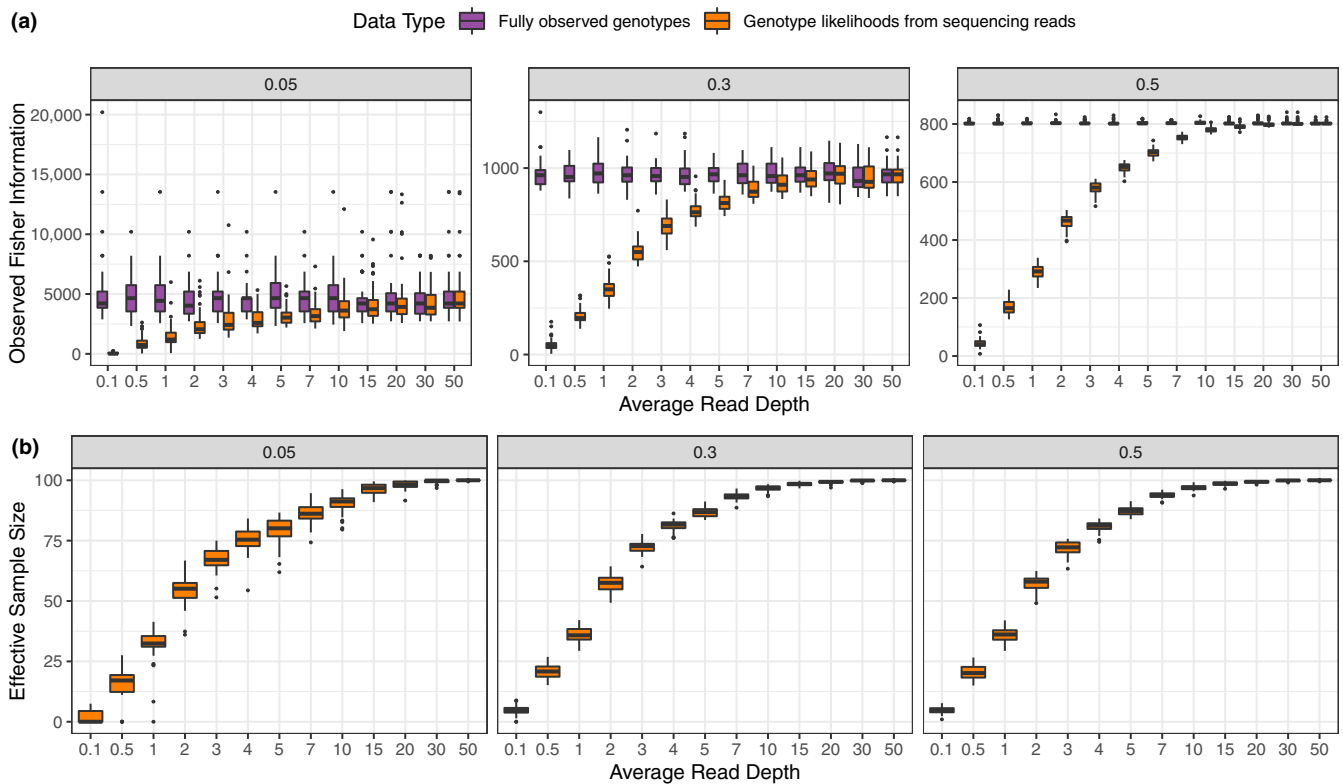 (a)
Data Type Fully observed genotypes Genotype likelihoods from sequencing reads
0.05 0.3 0.5
Observed Fisher Information
20,000
15,000
10,000
5000
0
1000
500
0
800
600
400
200
0
0.1 0.5 1 2 3 4 5 7 10 15 20 30 50
0.1 0.5 1 2 3 4 5 7 10 15 20 30 50
0.1 0.5 1 2 3 4 5 7 10 15 20 30 50
Average Read Depth
(b)
0.05 0.3 0.5
Effective Sample Size
100
75
50
25
0
0.1 0.5 1 2 3 4 5 7 10 15 20 30 50
0.1 0.5 1 2 3 4 5 7 10 15 20 30 50
0.1 0.5 1 2 3 4 5 7 10 15 20 30 50
Average Read Depth